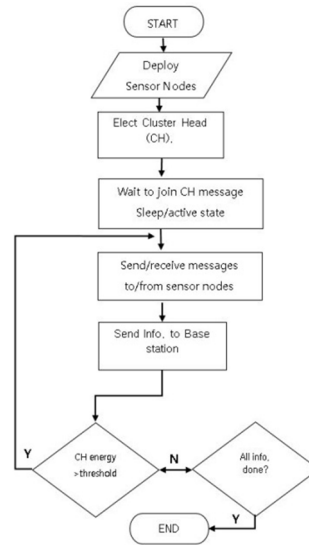 START
Deploy
Sensor Nodes
Elect Cluster Head
(CH).
Wait to join CH message
Sleep/active state
Send/receive messages
to/from sensor nodes
Send Info. to Base
station
Y
CH energy
>threshold
N
All info.
done?
Y
END